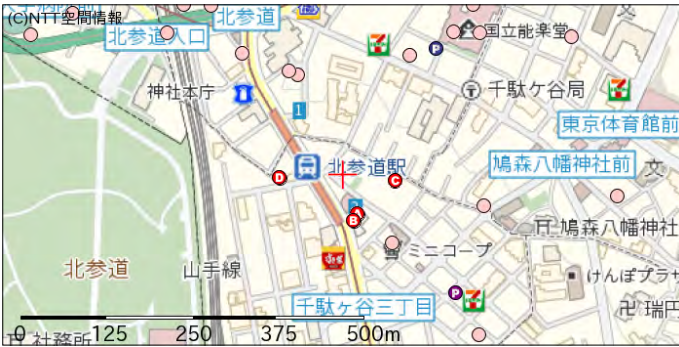 (C)NTT空間情報
北参道
北参道入口
国立能楽堂
P
神社本庁
千駄ケ谷局
1
東京体育館前
北参道駅
鳩森八幡神社前
文
D
C
2
A
B
鳩森八幡神社
ミニコープ
北参道
山手線
けんぽプラザ
P
千駄ヶ谷三丁目
瑞円
0 125 250 375 500m
社務所